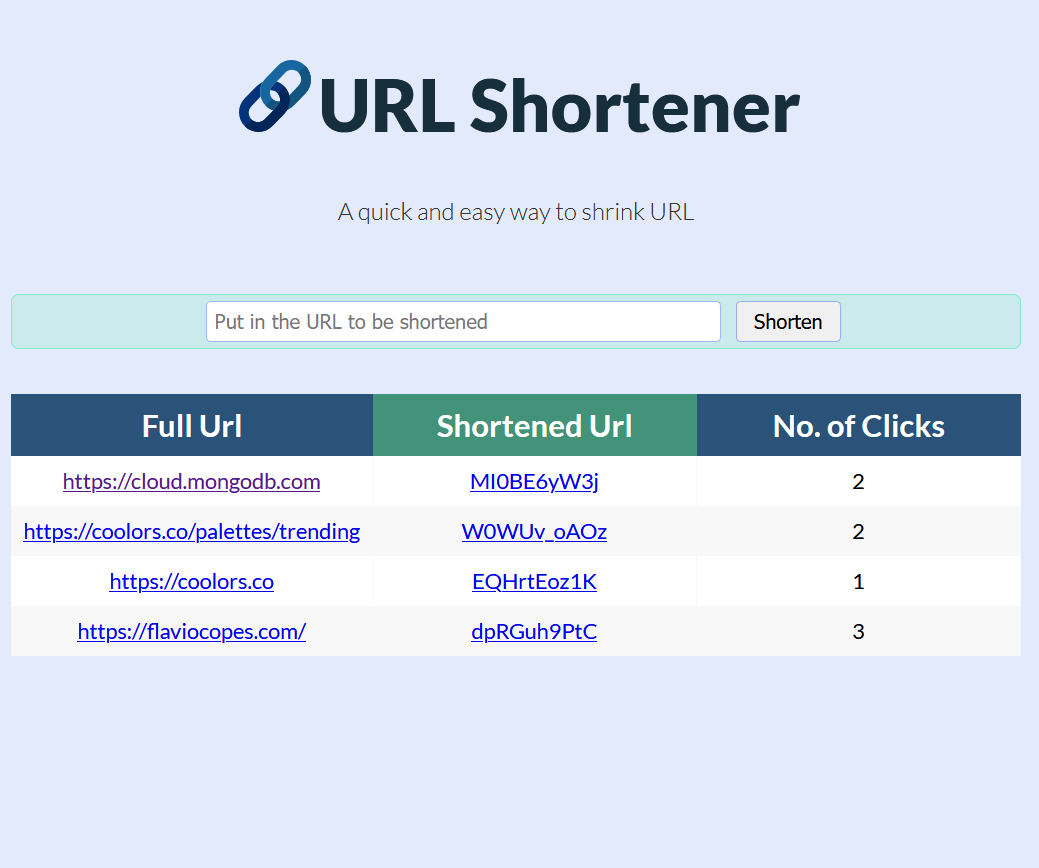 URL Shortener
A quick and easy way to shrink URL
Put in the URL to be shortened Shorten
Full Url Shortened Url No. of Clicks
https://cloud.mongodb.com MI0BE6yW3j 2
https://coolors.co/palettes/trending W0WUv_oAOz 2
https://coolors.co EQHrtEoz1K 1
https://flaviocopes.com/ dpRGuh9PtC 3